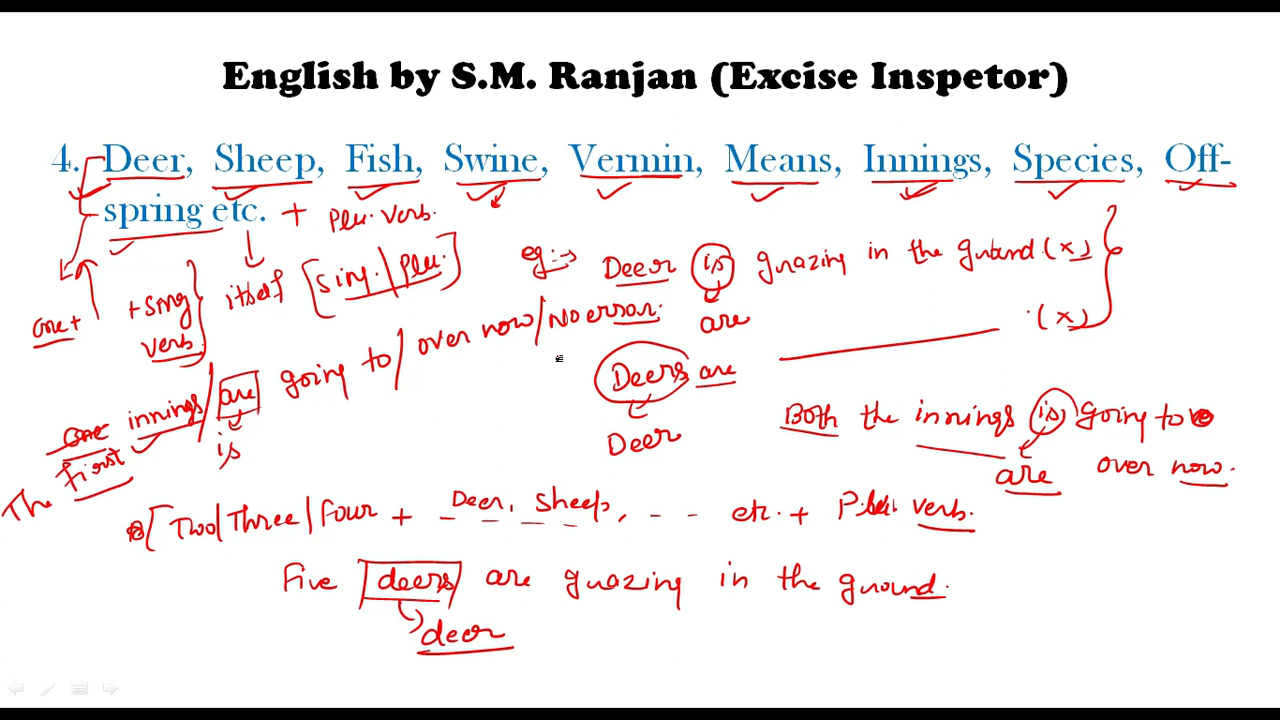 English by S.M. Ranjan (Excise Inspetor)
4. Deer, Sheep, Fish, Swine, Vermin, Means, Innings, Species, Off-
spring etc. + Plu. verb.
one + + sing verb. itself [sing. | plu.]
eg:- Deer is grazing in the ground (x)
are (x)
Deers are
Deer
The one first innings / are going to / over now / No error.
is
Both the innings is going to
are over now.
[Two | Three | Four + Deer, Sheep, - - - etc. + Plu. verb.
Five deers are grazing in the ground.
deer